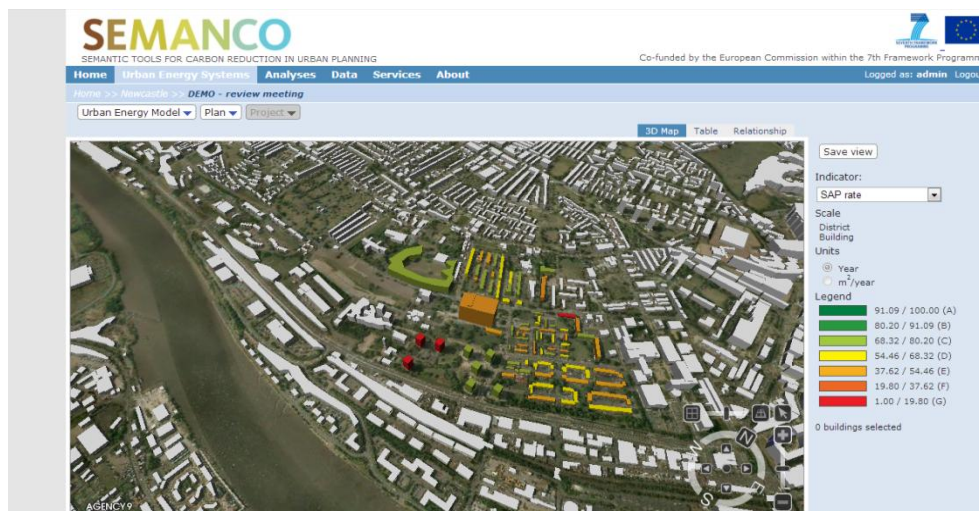 SEMANCO
SEMANTIC TOOLS FOR CARBON REDUCTION IN URBAN PLANNING
Co-funded by the European Commission within the 7th Framework Programm
Home Urban Energy Systems Analyses Data Services About Logged as: admin Logou
Home >> Newcastle >> DEMO - review meeting
Urban Energy Model Plan Project
3D Map Table Relationship
Save view
Indicator:
SAP rate
Scale
District
Building
Units
Year
m²/year
Legend
91.09 / 100.00 (A)
80.20 / 91.09 (B)
68.32 / 80.20 (C)
54.46 / 68.32 (D)
37.62 / 54.46 (E)
19.80 / 37.62 (F)
1.00 / 19.80 (G)
0 buildings selected
N
W
E
S
AGENCY9